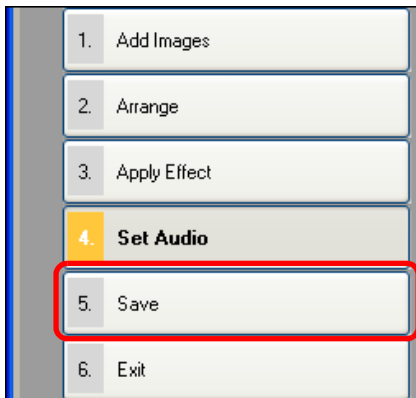 1. Add Images
2. Arrange
3. Apply Effect
4. Set Audio
5. Save
6. Exit